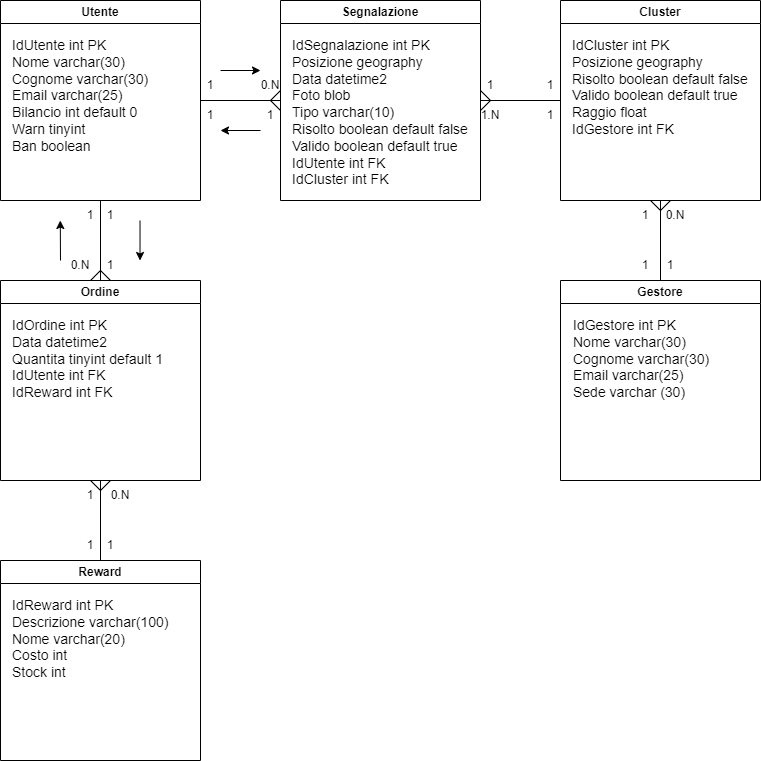 Utente
IdUtente int PK
Nome varchar(30)
Cognome varchar(30)
Email varchar(25)
Bilancio int default 0
Warn tinyint
Ban boolean
1
0.N
1
1
Segnalazione
IdSegnalazione int PK
Posizione geography
Data datetime2
Foto blob
Tipo varchar(10)
Risolto boolean default false
Valido boolean default true
IdUtente int FK
IdCluster int FK
1
1
1.N
1
Cluster
IdCluster int PK
Posizione geography
Risolto boolean default false
Valido boolean default true
Raggio float
IdGestore int FK
1
1
0.N
1
1
0.N
1
1
Ordine
IdOrdine int PK
Data datetime2
Quantita tinyint default 1
IdUtente int FK
IdReward int FK
Gestore
IdGestore int PK
Nome varchar(30)
Cognome varchar(30)
Email varchar(25)
Sede varchar (30)
1
0.N
1
1
Reward
IdReward int PK
Descrizione varchar(100)
Nome varchar(20)
Costo int
Stock int